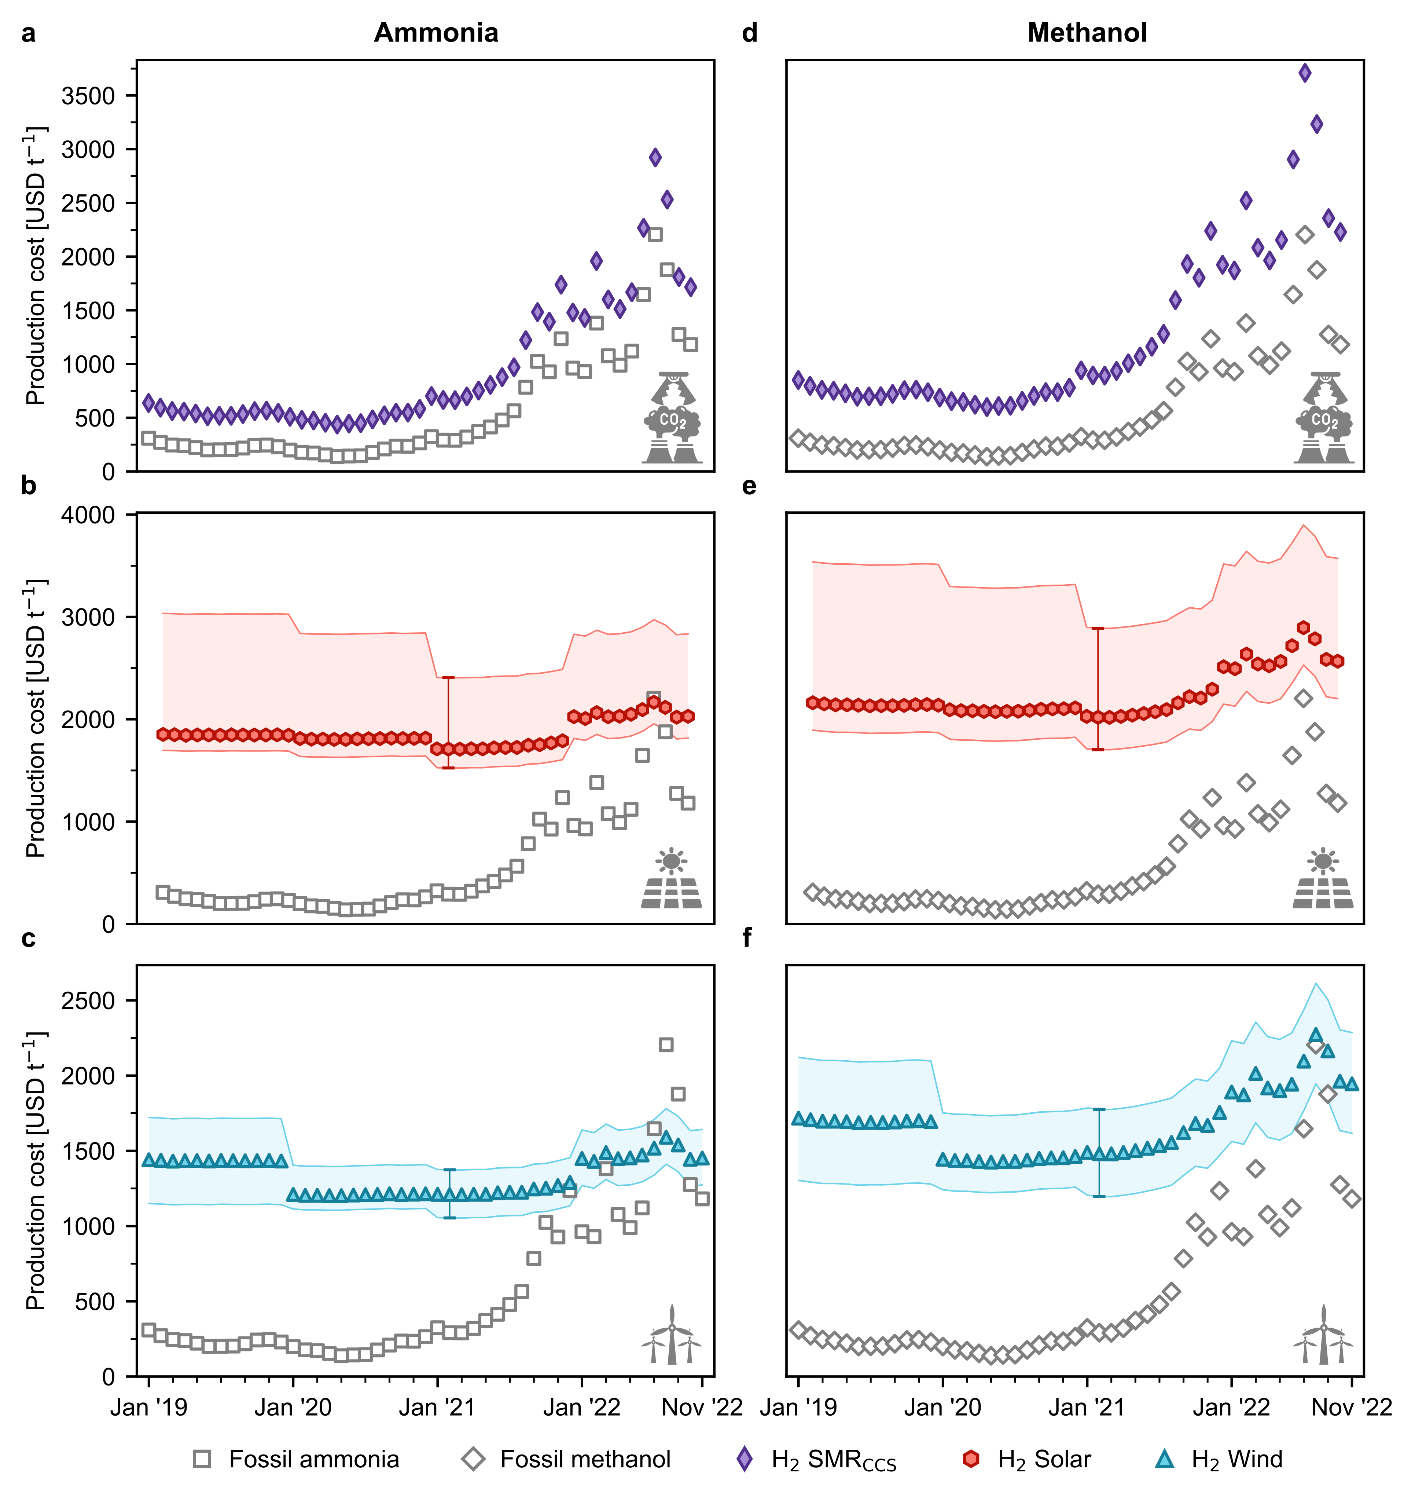 a
Ammonia
d
Methanol
Production cost [USD t⁻¹]
3500
3000
2500
2000
1500
1000
500
0
CO₂
CO₂
b
e
Production cost [USD t⁻¹]
4000
3000
2000
1000
0
c
f
Production cost [USD t⁻¹]
2500
2000
1500
1000
500
0
Jan '19 Jan '20 Jan '21 Jan '22 Nov '22 Jan '19 Jan '20 Jan '21 Jan '22 Nov '22
Fossil ammonia Fossil methanol H₂ SMR_CCS H₂ Solar H₂ Wind